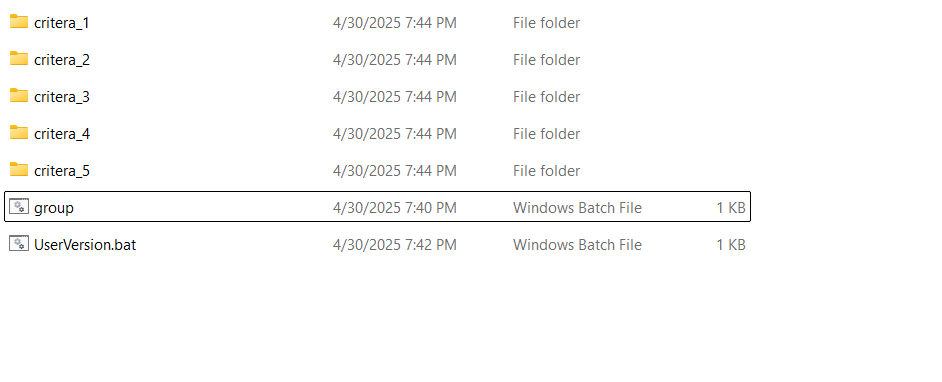 critera_1 4/30/2025 7:44 PM File folder
critera_2 4/30/2025 7:44 PM File folder
critera_3 4/30/2025 7:44 PM File folder
critera_4 4/30/2025 7:44 PM File folder
critera_5 4/30/2025 7:44 PM File folder
group 4/30/2025 7:40 PM Windows Batch File 1 KB
UserVersion.bat 4/30/2025 7:42 PM Windows Batch File 1 KB